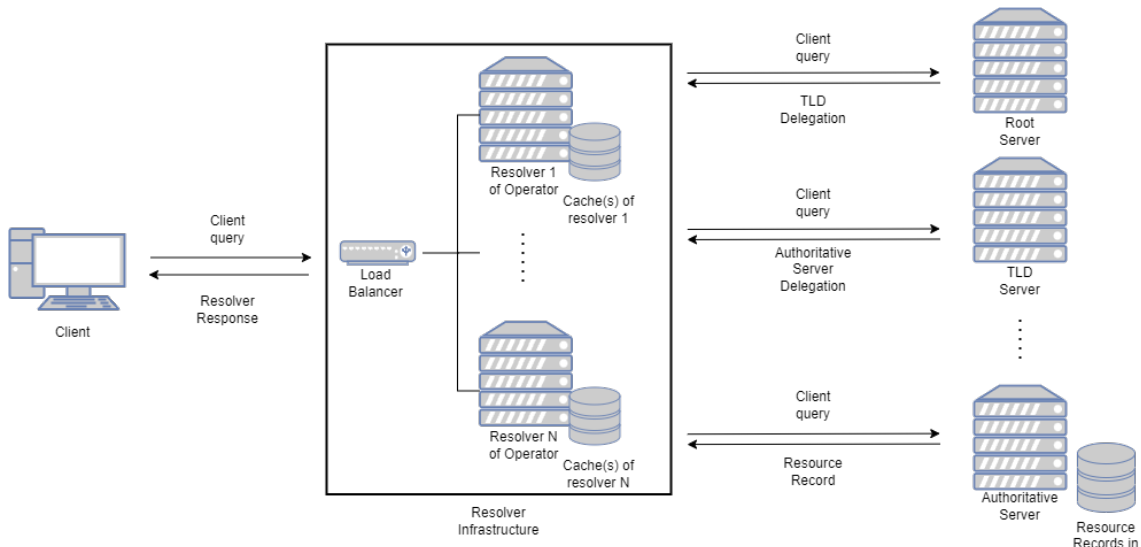 Client
query
Resolver
Response
Client
Load
Balancer
Resolver 1
of Operator
Cache(s) of
resolver 1
Resolver N
of Operator
Cache(s) of
resolver N
Resolver
Infrastructure
Client
query
TLD
Delegation
Root
Server
Client
query
Authoritative
Server
Delegation
TLD
Server
Client
query
Resource
Record
Authoritative
Server
Resource
Records in